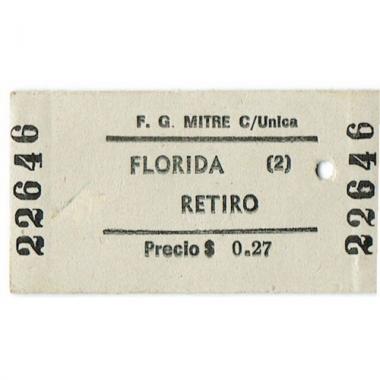 22646
F. G. MITRE C/Unica
FLORIDA (2)
RETIRO
Precio $ 0.27
22646